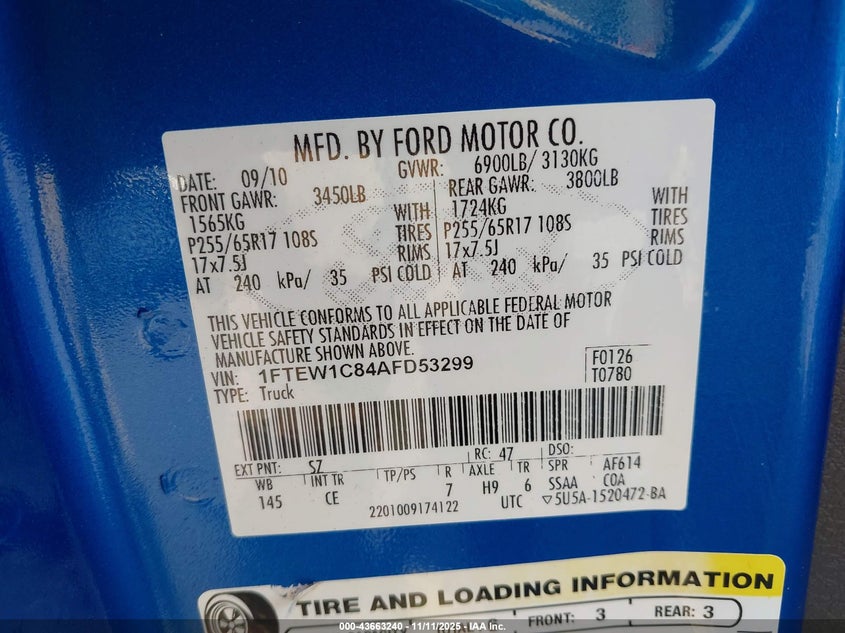 MFD. BY FORD MOTOR CO.
DATE: 09/10 GVWR: 6900LB/ 3130KG
FRONT GAWR: 3450LB REAR GAWR: 3800LB
1565KG WITH 1724KG WITH
P255/65R17 108S TIRES P255/65R17 108S TIRES
17x7.5J RIMS 17x7.5J RIMS
AT 240 kPa/ 35 PSI COLD AT 240 kPa/ 35 PSI COLD
THIS VEHICLE CONFORMS TO ALL APPLICABLE FEDERAL MOTOR
VEHICLE SAFETY STANDARDS IN EFFECT ON THE DATE OF
MANUFACTURE SHOWN ABOVE.
VIN: 1FTEW1C84AFD53299 F0126
TYPE: Truck T0780
EXT PNT: SZ RC: 47 DSO:
WB INT TR TP/PS R AXLE TR SPR AF614
145 CE 7 H9 6 SSAA COA
2201009174122 UTC ▽5U5A-1520472-BA
TIRE AND LOADING INFORMATION
FRONT: 3 REAR: 3
000-43663240 - 11/11/2025 - IAA Inc.